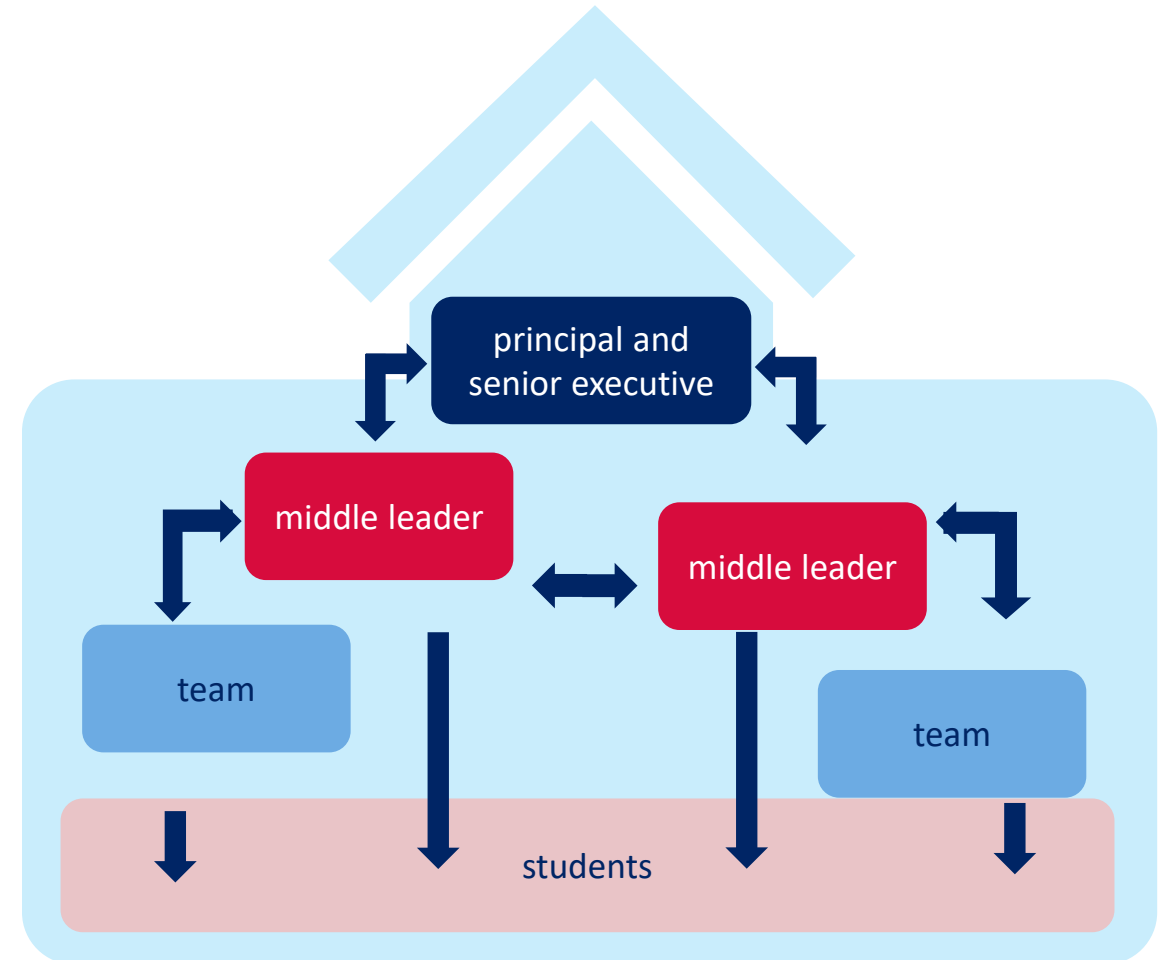 principal and
senior executive
middle leader
middle leader
team
team
students